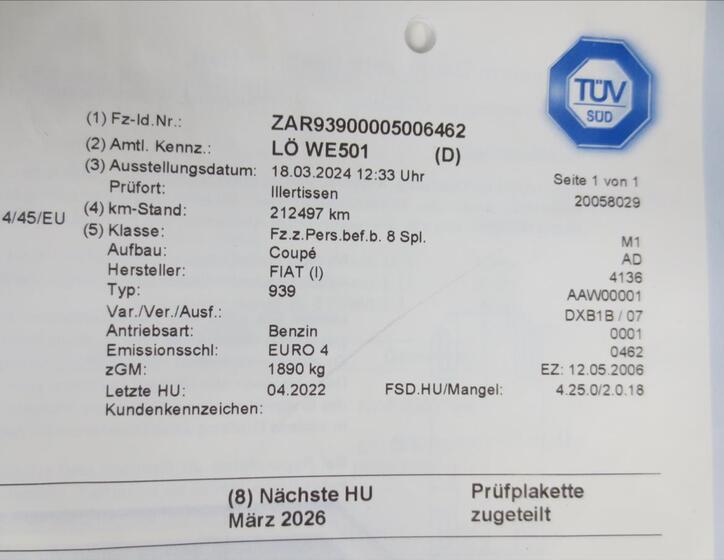 TÜV
SÜD
(1) Fz-Id.Nr.: ZAR93900005006462
(2) Amtl. Kennz.: LÖ WE501 (D)
(3) Ausstellungsdatum: 18.03.2024 12:33 Uhr Seite 1 von 1
Prüfort: Illertissen 20058029
4/45/EU (4) km-Stand: 212497 km
(5) Klasse: Fz.z.Pers.bef.b. 8 Spl. M1
Aufbau: Coupé AD
Hersteller: FIAT (I) 4136
Typ: 939 AAW00001
Var./Ver./Ausf.: DXB1B / 07
Antriebsart: Benzin 0001
Emissionsschl: EURO 4 0462
zGM: 1890 kg EZ: 12.05.2006
Letzte HU: 04.2022 FSD.HU/Mangel: 4.25.0/2.0.18
Kundenkennzeichen:
(8) Nächste HU Prüfplakette
März 2026 zugeteilt